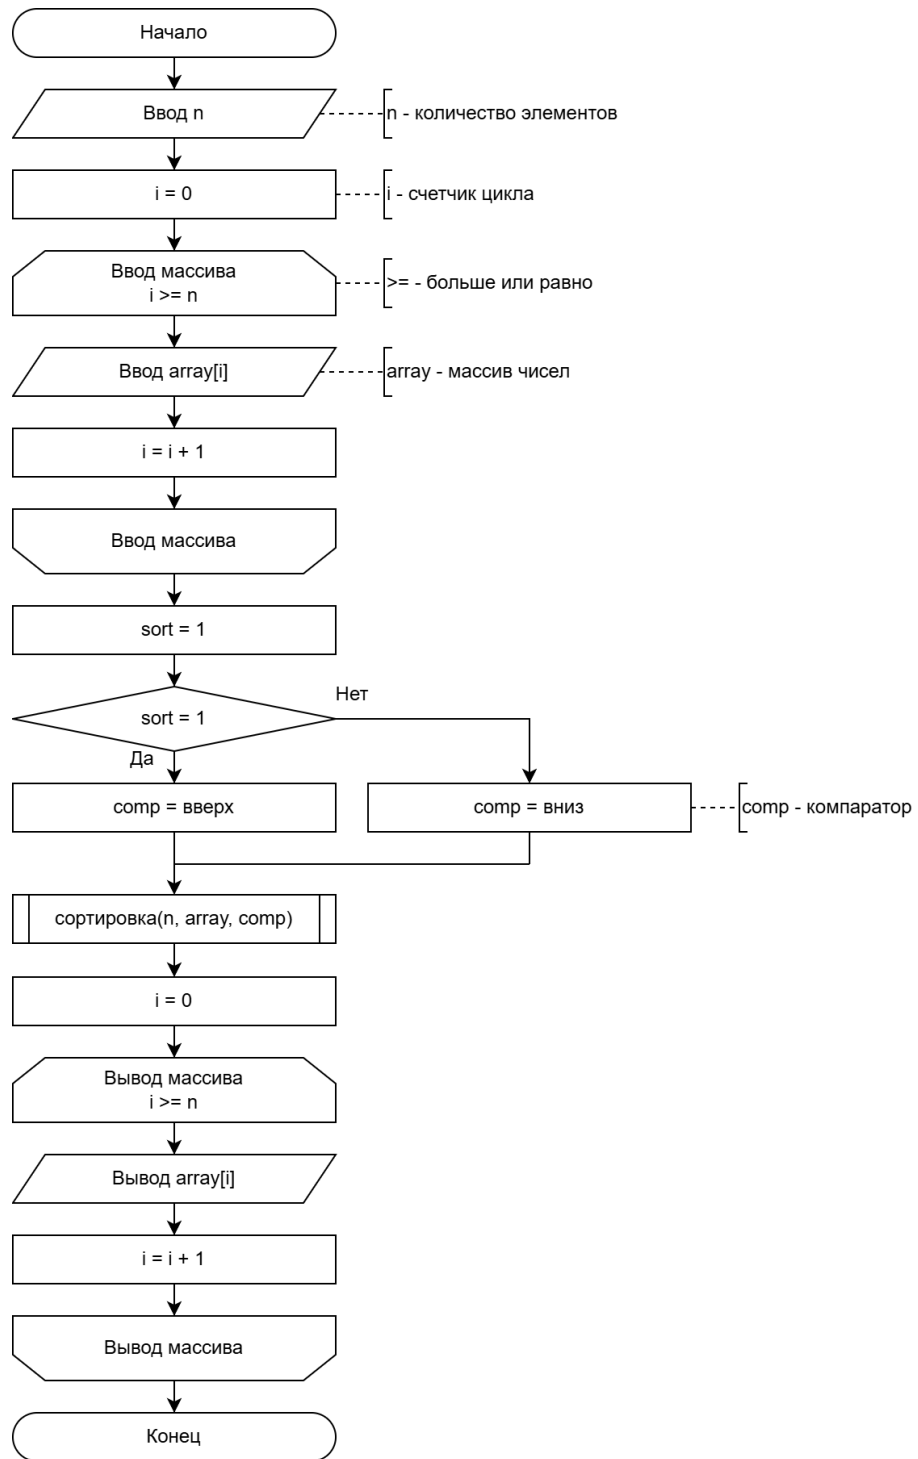 Начало
Ввод n
n - количество элементов
i = 0
i - счетчик цикла
Ввод массива
i >= n
>= - больше или равно
Ввод array[i]
array - массив чисел
i = i + 1
Ввод массива
sort = 1
sort = 1
Нет
Да
comp = вверх
comp = вниз
comp - компаратор
сортировка(n, array, comp)
i = 0
Вывод массива
i >= n
Вывод array[i]
i = i + 1
Вывод массива
Конец